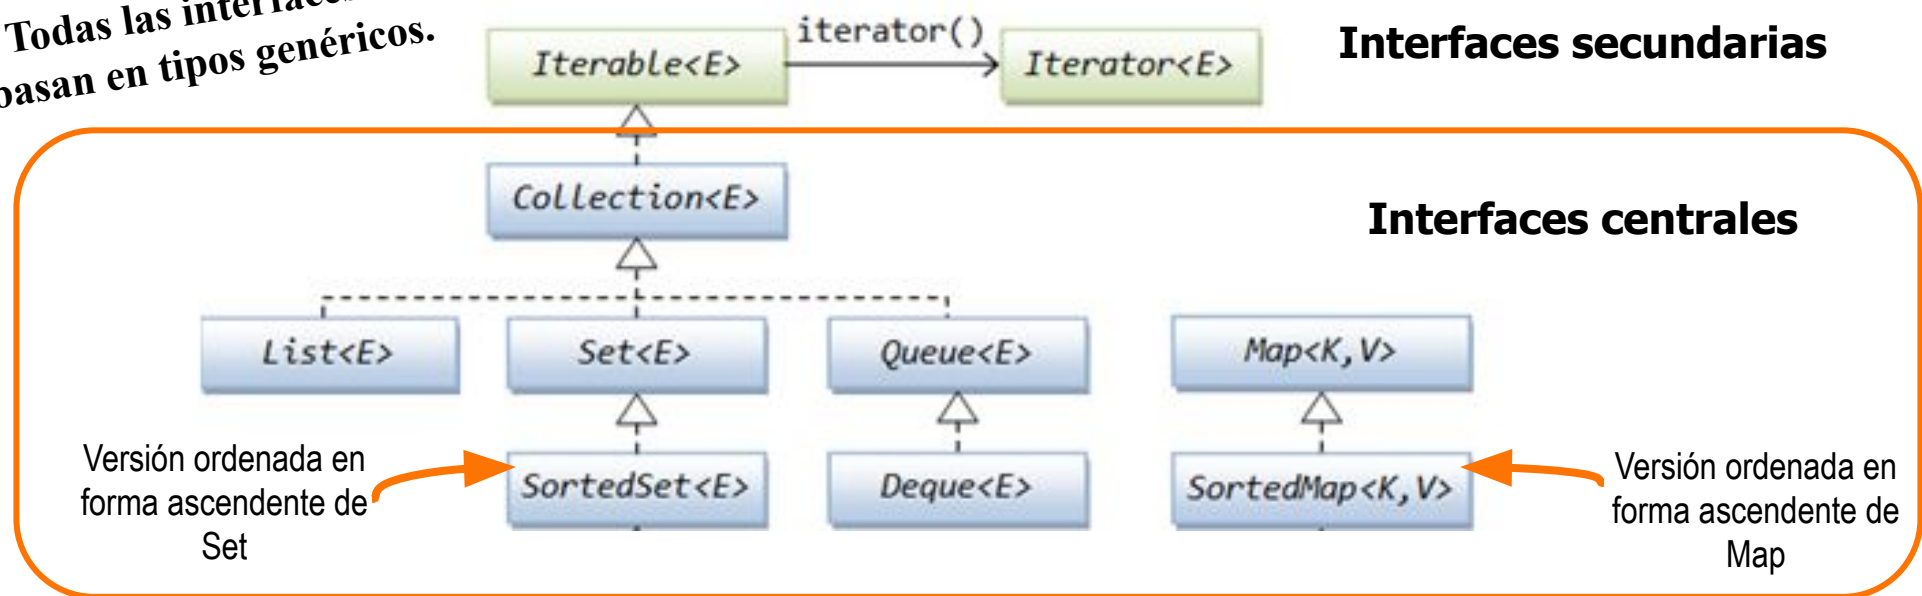 Todas las interfaces
basan en tipos genéricos.
iterator()
Iterable<E>
Iterator<E>
Interfaces secundarias
Collection<E>
Interfaces centrales
List<E>
Set<E>
Queue<E>
Map<K,V>
Versión ordenada en
forma ascendente de
Set
SortedSet<E>
Deque<E>
SortedMap<K,V>
Versión ordenada en
forma ascendente de
Map